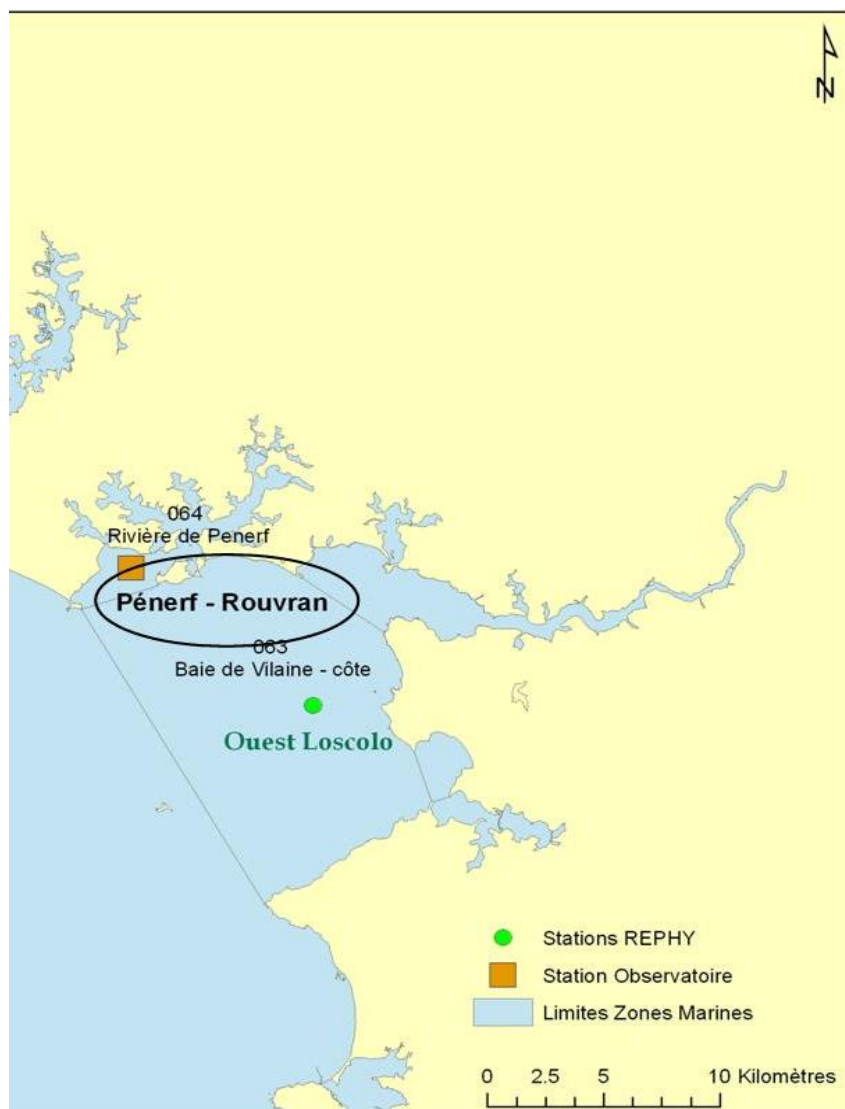 N
064
Rivière de Penerf
Pénerf - Rouvran
063
Baie de Vilaine - côte
Ouest Loscolo
Stations REPHY
Station Observatoire
Limites Zones Marines
0 2.5 5 10 Kilomètres